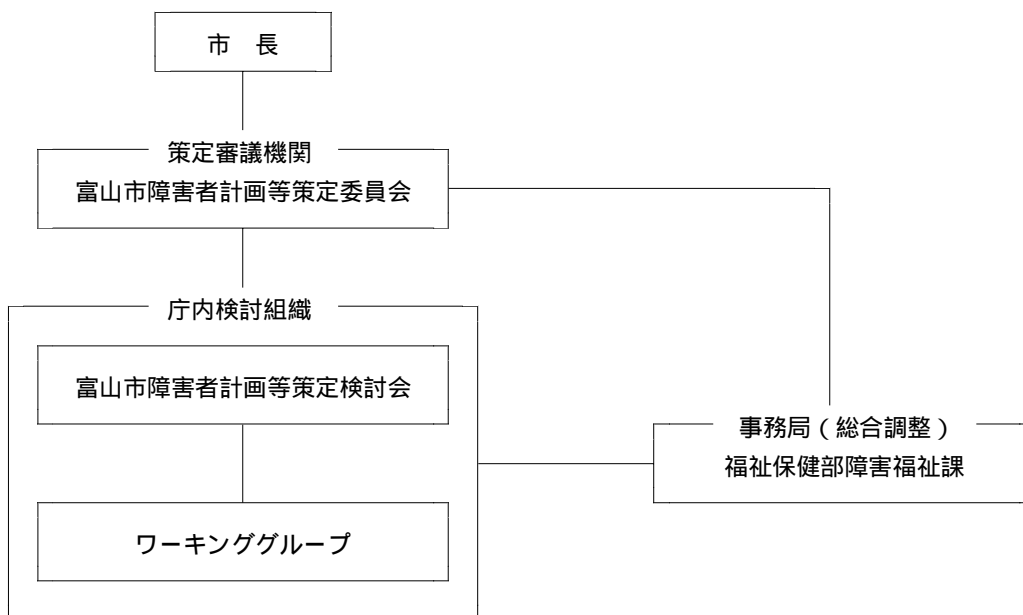 市　長
策定審議機関
富山市障害者計画等策定委員会
庁内検討組織
富山市障害者計画等策定検討会
ワーキンググループ
事務局（総合調整）
福祉保健部障害福祉課